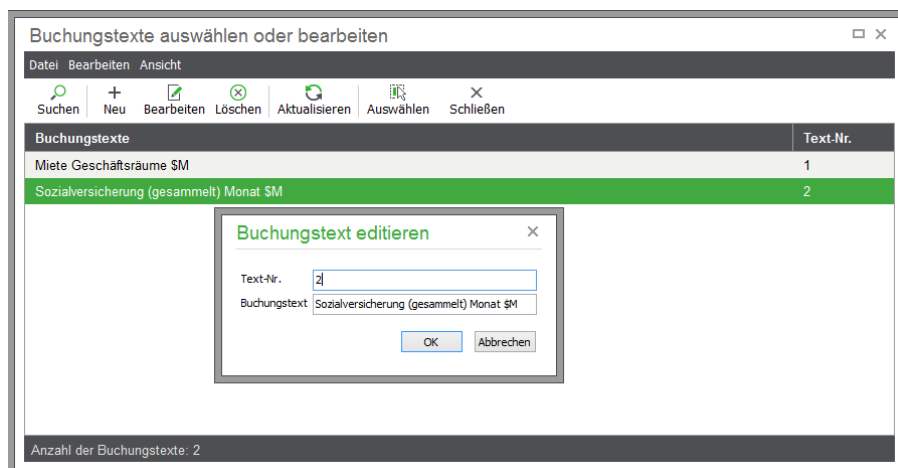 Buchungstexte auswählen oder bearbeiten
Datei Bearbeiten Ansicht
Suchen Neu Bearbeiten Löschen Aktualisieren Auswählen Schließen
Buchungstexte Text-Nr.
Miete Geschäftsräume $M 1
Sozialversicherung (gesammelt) Monat $M 2
Buchungstext editieren
Text-Nr. 2
Buchungstext Sozialversicherung (gesammelt) Monat $M
OK Abbrechen
Anzahl der Buchungstexte: 2